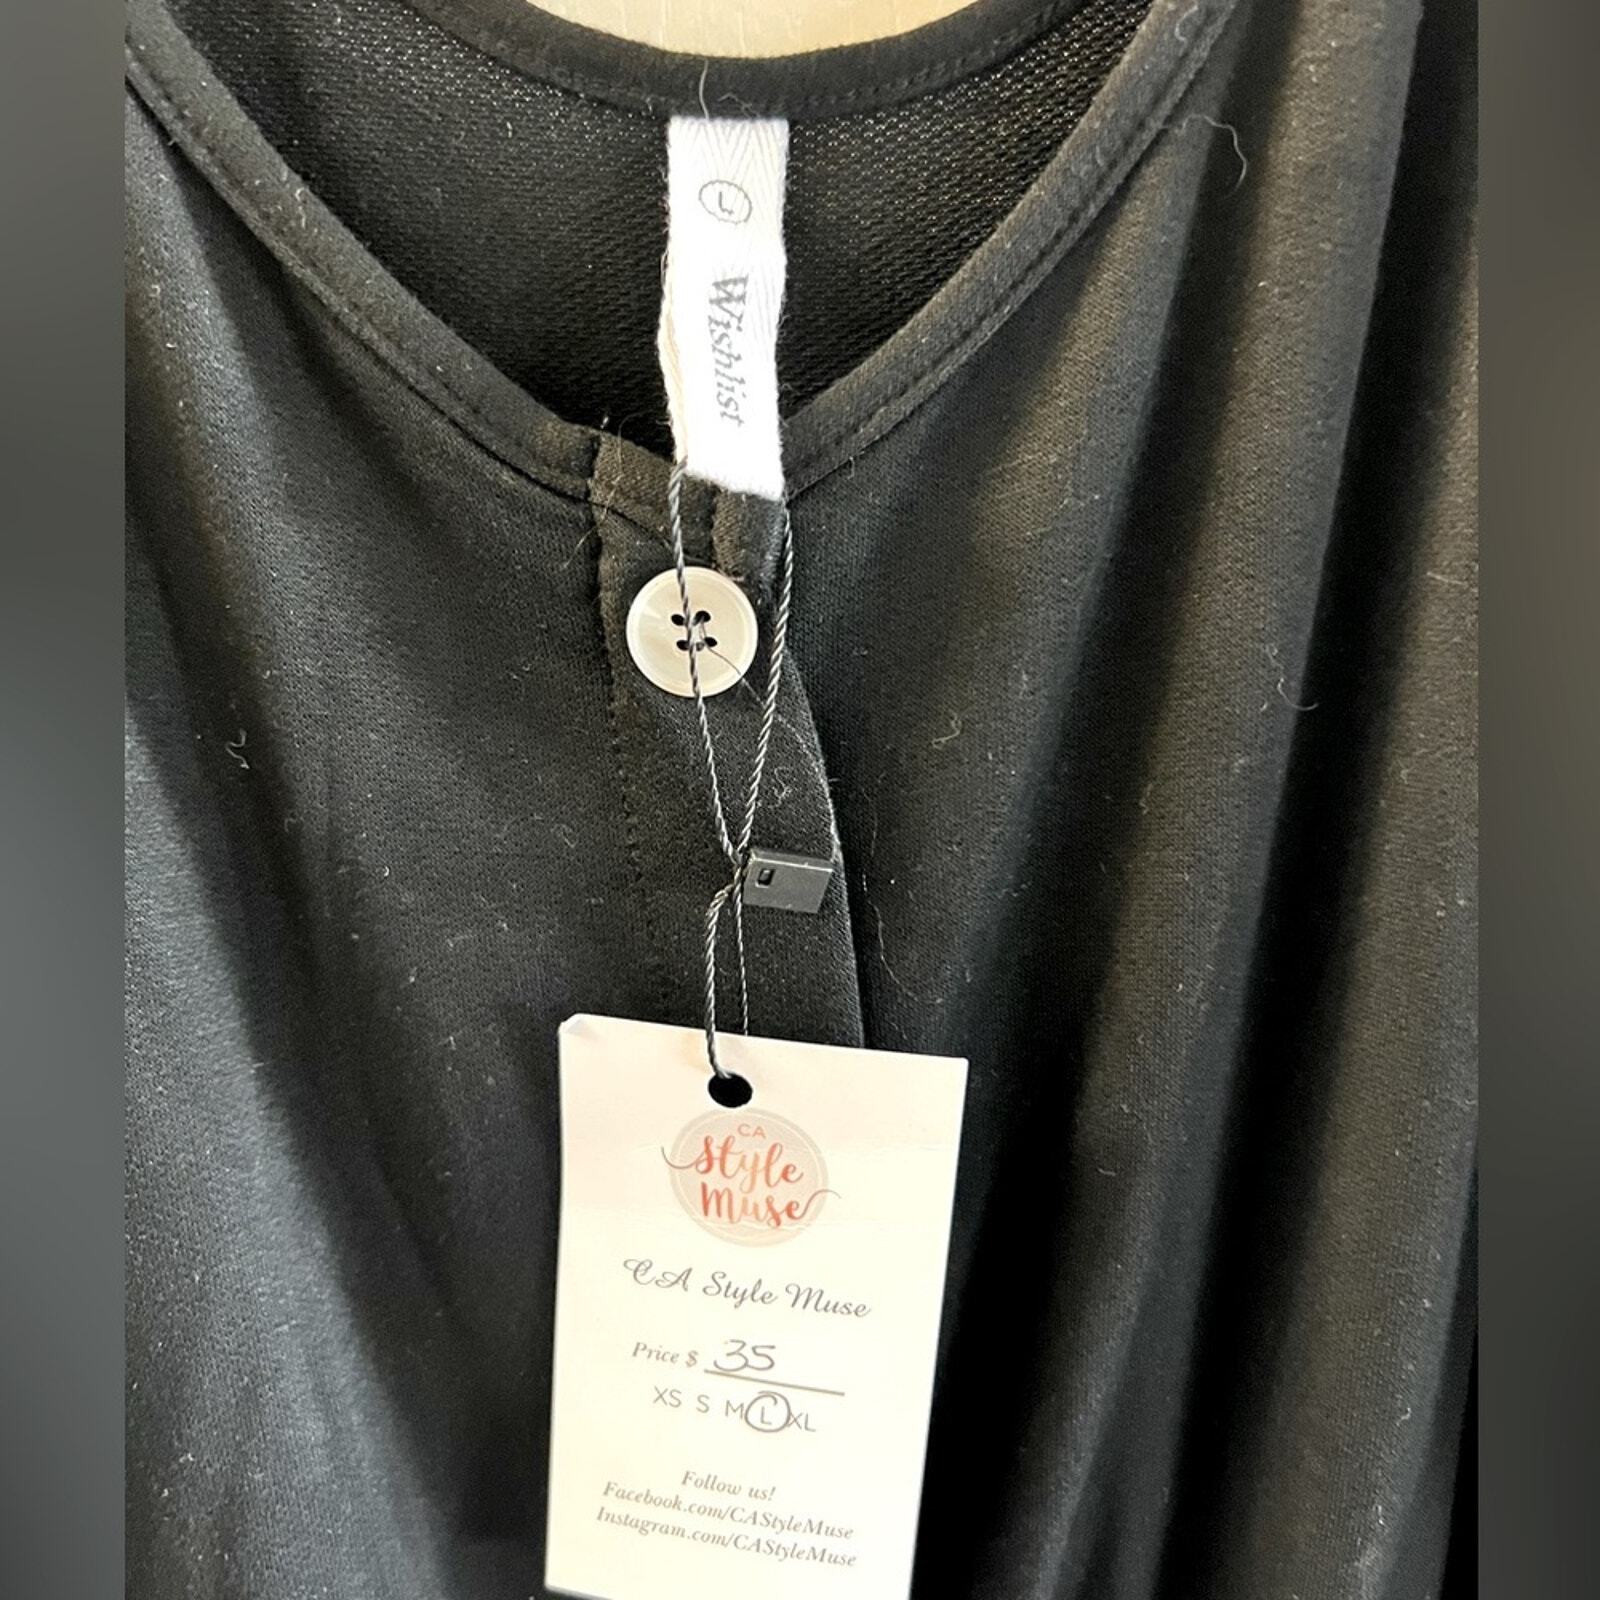 L
Wishlist
CA
Style
Muse
CA Style Muse
Price $ 35
XS S M L XL
Follow us!
Facebook.com/CAStyleMuse
Instagram.com/CAStyleMuse